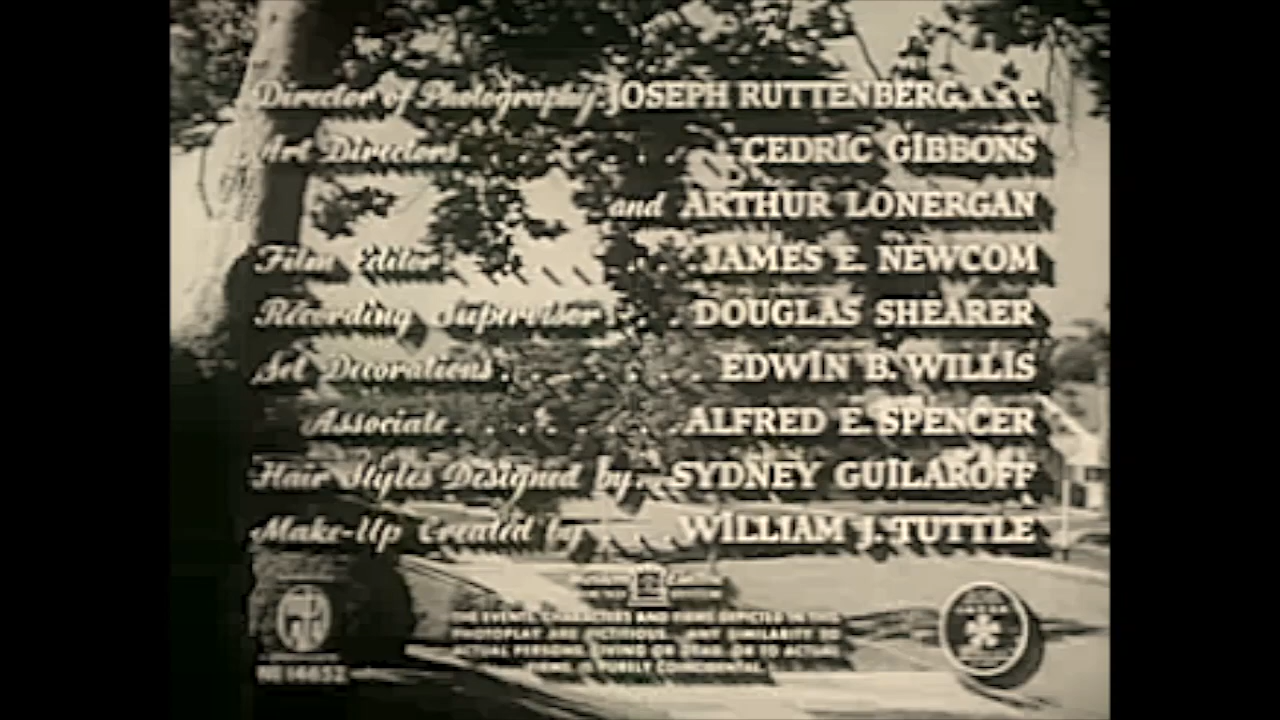 Director of Photography. JOSEPH RUTTENBERG, A.S.C.
Art Directors . . . . . . CEDRIC GIBBONS
and ARTHUR LONERGAN
Film Editor . . . . . . . JAMES E. NEWCOM
Recording Supervisor . . . DOUGLAS SHEARER
Set Decorations . . . . . . . EDWIN B. WILLIS
Associate . . . . . . . ALFRED E. SPENCER
Hair Styles Designed by . . SYDNEY GUILAROFF
Make-Up Created by . . . . WILLIAM J. TUTTLE
THE EVENTS, CHARACTERS AND FIRMS DEPICTED IN THIS
PHOTOPLAY ARE FICTITIOUS. ANY SIMILARITY TO
ACTUAL PERSONS, LIVING OR DEAD, OR TO ACTUAL
FIRMS, IS PURELY COINCIDENTAL.